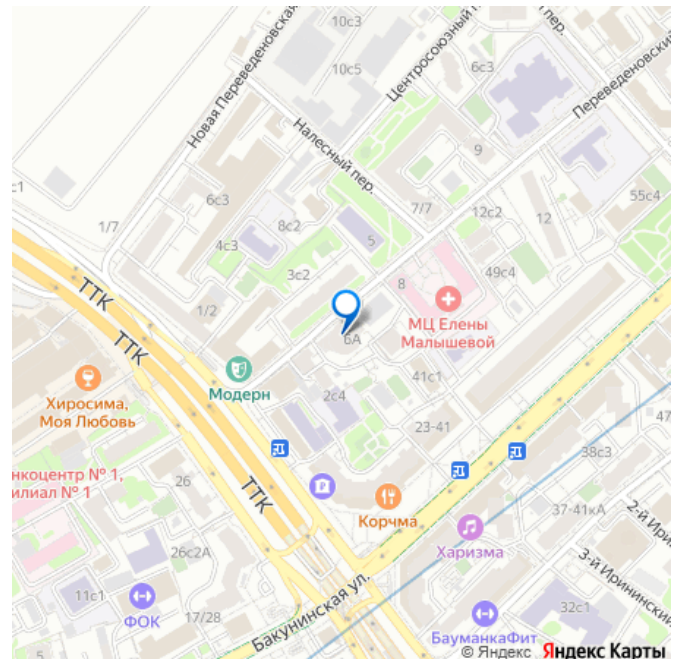 10с3
6с3
Центросоюзный п
Переведеновский
10с5
Новая Переведеновская
Налесный пер.
9
с1
6с3
7/7
55с4
1/7
8с2
12с2
12
4с3
5
3с2
49с4
8
ТТК
1/2
МЦ Елены
Малышевой
6А
ТТК
Модерн
Хиросима,
Моя Любовь
2с4
41с1
23-41
47
38с3
нкоцентр № 1,
илиал № 1
26
ТТК
Корчма
37-41кА
2-й Ирин
Харизма
26с2А
3-й Ирининский
11с1
ФОК
17/28
Бакунинская ул.
32с1
БауманкаФит
© Яндекс Яндекс Карты